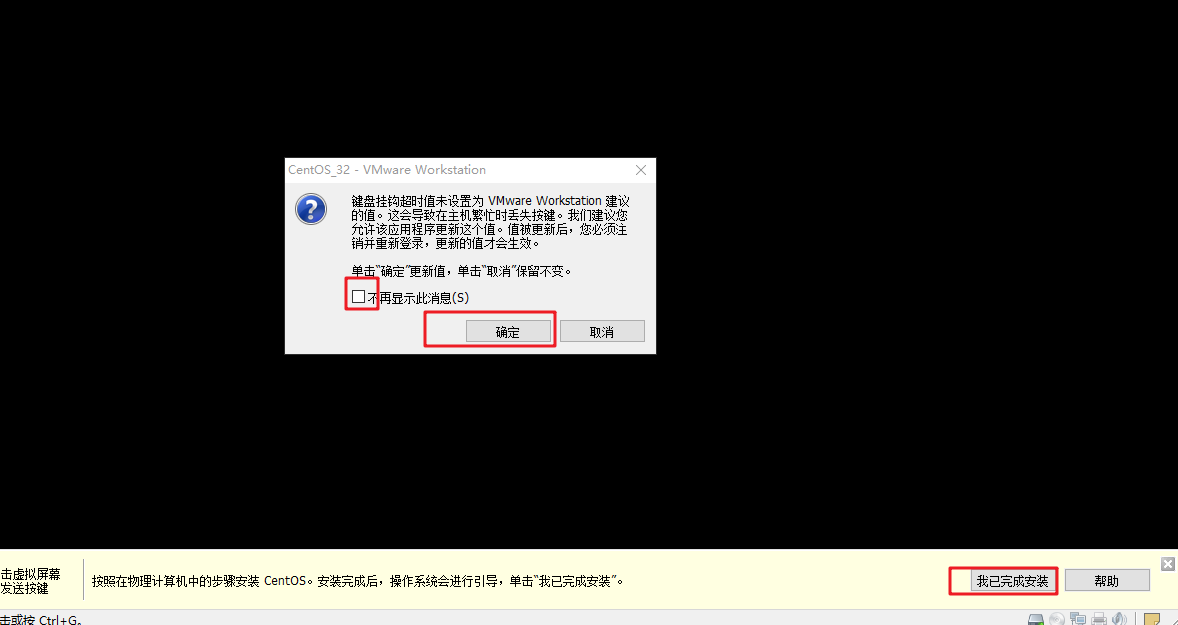 CentOS_32 - VMware Workstation
键盘挂钩超时值未设置为 VMware Workstation 建议
的值。这会导致在主机繁忙时丢失按键。我们建议您
允许该应用程序更新这个值。值被更新后，您必须注
销并重新登录，更新的值才会生效。
单击“确定”更新值，单击“取消”保留不变。
不再显示此消息(S)
确定
取消
击虚拟屏幕
发送按键
按照在物理计算机中的步骤安装 CentOS。安装完成后，操作系统会进行引导，单击“我已完成安装”。
我已完成安装
帮助
击或按 Ctrl+G。